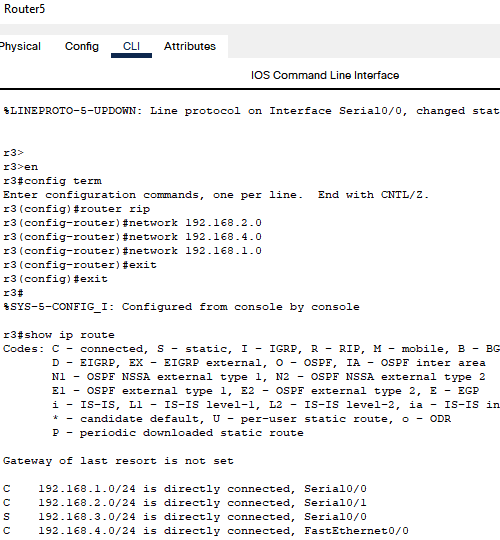 Router5
Physical Config CLI Attributes
IOS Command Line Interface
%LINEPROTO-5-UPDOWN: Line protocol on Interface Serial0/0, changed stat
r3>
r3>en
r3#config term
Enter configuration commands, one per line. End with CNTL/Z.
r3(config)#router rip
r3(config-router)#network 192.168.2.0
r3(config-router)#network 192.168.4.0
r3(config-router)#network 192.168.1.0
r3(config-router)#exit
r3(config)#exit
r3#
%SYS-5-CONFIG_I: Configured from console by console
r3#show ip route
Codes: C - connected, S - static, I - IGRP, R - RIP, M - mobile, B - BG
D - EIGRP, EX - EIGRP external, O - OSPF, IA - OSPF inter area
N1 - OSPF NSSA external type 1, N2 - OSPF NSSA external type 2
E1 - OSPF external type 1, E2 - OSPF external type 2, E - EGP
i - IS-IS, L1 - IS-IS level-1, L2 - IS-IS level-2, ia - IS-IS in
* - candidate default, U - per-user static route, o - ODR
P - periodic downloaded static route
Gateway of last resort is not set
C 192.168.1.0/24 is directly connected, Serial0/0
C 192.168.2.0/24 is directly connected, Serial0/1
S 192.168.3.0/24 is directly connected, Serial0/0
C 192.168.4.0/24 is directly connected, FastEthernet0/0